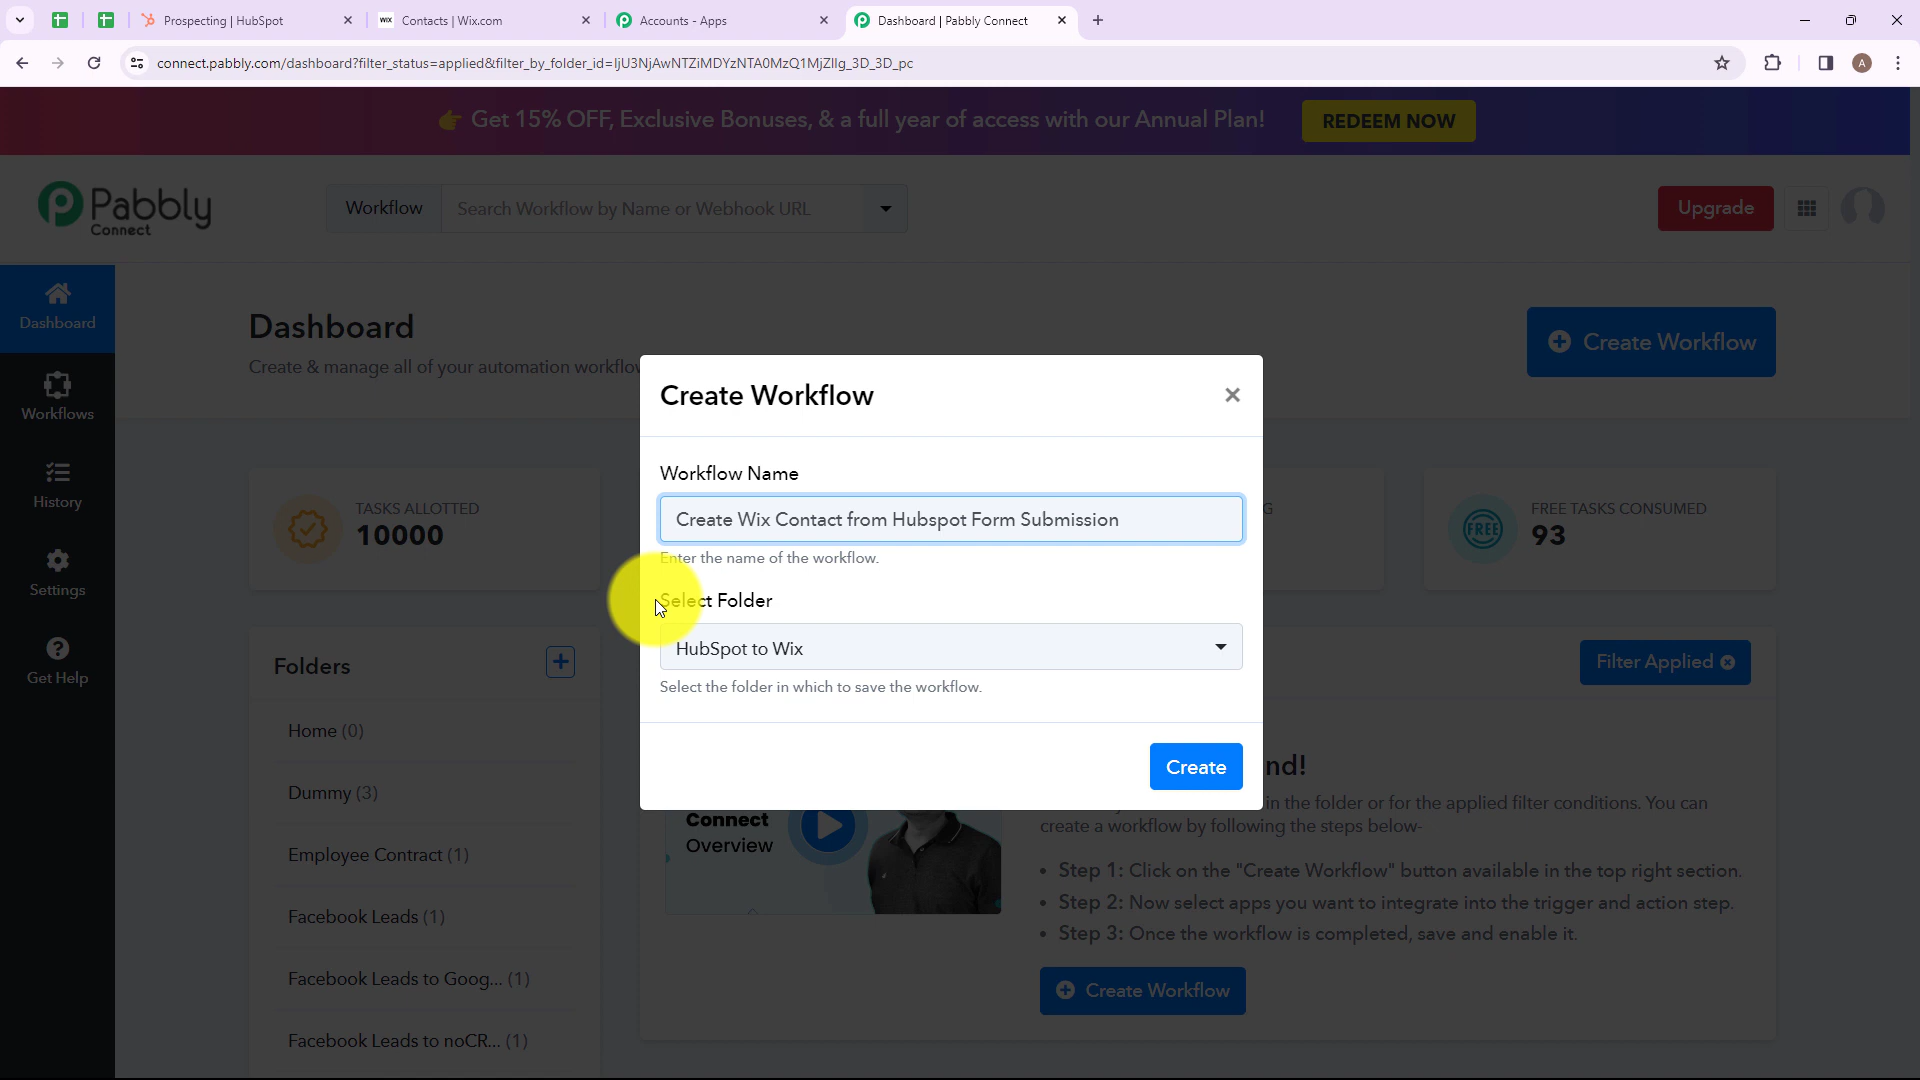 Prospecting | HubSpot
WIX Contacts | Wix.com
Accounts - Apps
Dashboard | Pabbly Connect
connect.pabbly.com/dashboard?filter_status=applied&filter_by_folder_id=IjU3NjAwNTZiMDYzNTA0MzQ1MjZlIg_3D_3D_pc
A
👉 Get 15% OFF, Exclusive Bonuses, & a full year of access with our Annual Plan!
REDEEM NOW
Pabbly
Connect
Workflow
Search Workflow by Name or Webhook URL
Upgrade
Dashboard
Workflows
History
Settings
Get Help
Dashboard
Create & manage all of your automation workflow
Create Workflow
TASKS ALLOTTED
10000
G
FREE
FREE TASKS CONSUMED
93
Create Workflow
Workflow Name
Create Wix Contact from Hubspot Form Submission
Enter the name of the workflow.
Select Folder
HubSpot to Wix
Select the folder in which to save the workflow.
Create
Folders
Home (0)
Dummy (3)
Employee Contract (1)
Facebook Leads (1)
Facebook Leads to Goog... (1)
Facebook Leads to noCR... (1)
Filter Applied
Connect
Overview
nd!
in the folder or for the applied filter conditions. You can
create a workflow by following the steps below-
• Step 1: Click on the "Create Workflow" button available in the top right section.
• Step 2: Now select apps you want to integrate into the trigger and action step.
• Step 3: Once the workflow is completed, save and enable it.
Create Workflow